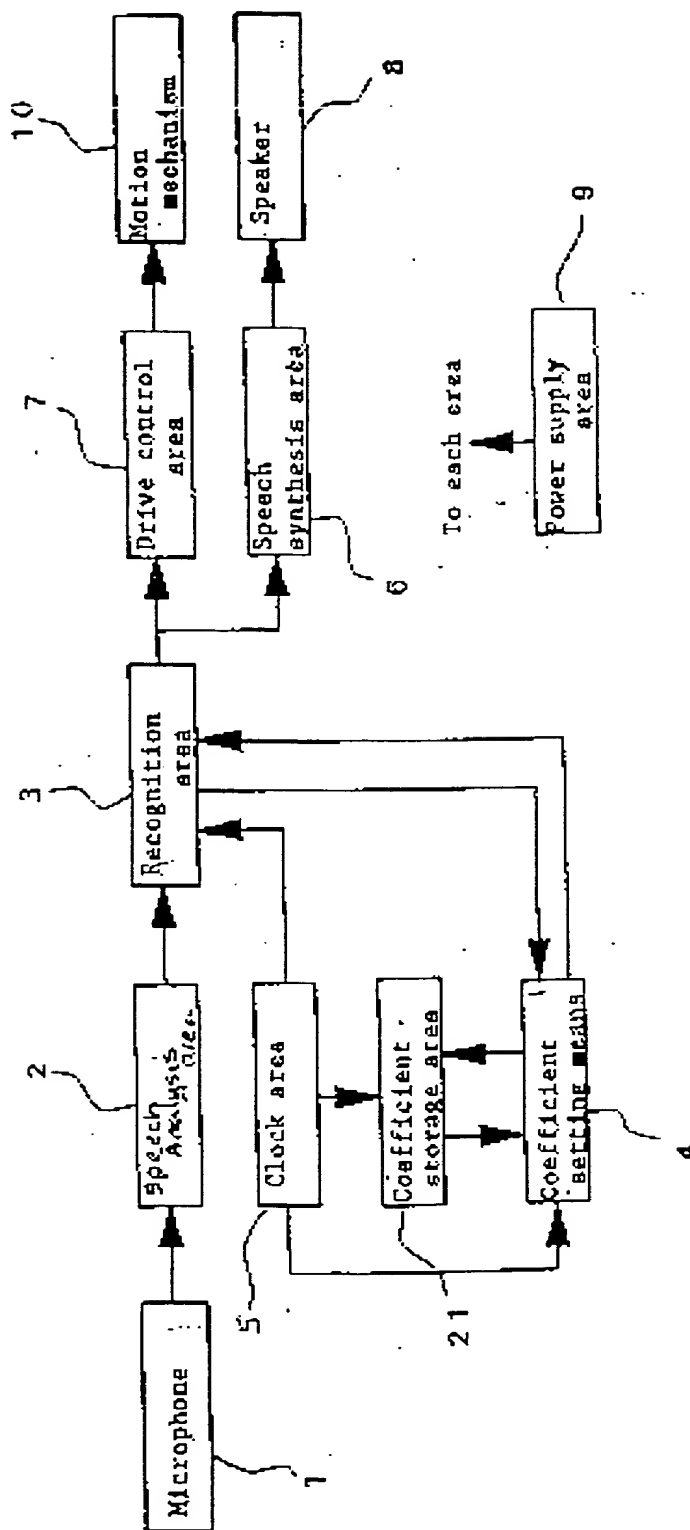 2
3
7
10
Microphone
Speech
Analysis
area
Recognition
area
Drive control
area
Motion
mechanism
1
5
Clock area
Speech
synthesis area
Speaker
6
8
Coefficient
storage area
21
To each area
Coefficient
setting means
4
Power supply
area
9